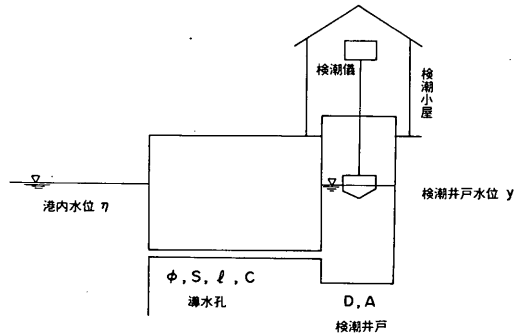 検潮儀
検潮小屋
港内水位 η
検潮井戸水位 y
φ, S, ℓ, C
導水孔
D, A
検潮井戸